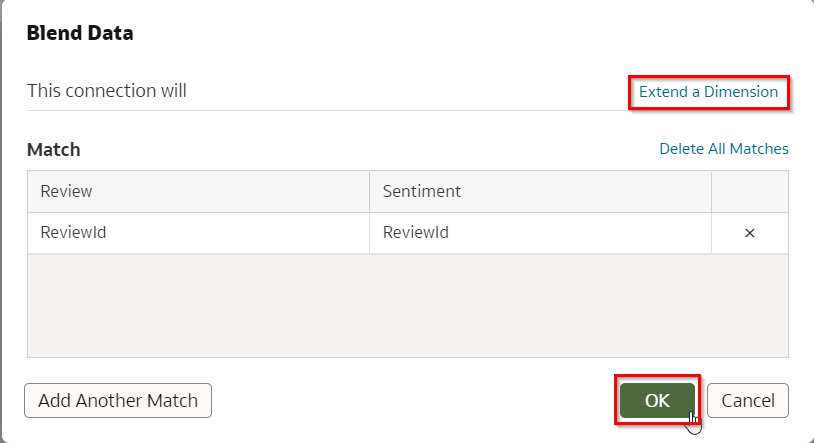 Blend Data
This connection will Extend a Dimension
Match Delete All Matches
Review Sentiment
ReviewId ReviewId ×
Add Another Match OK Cancel